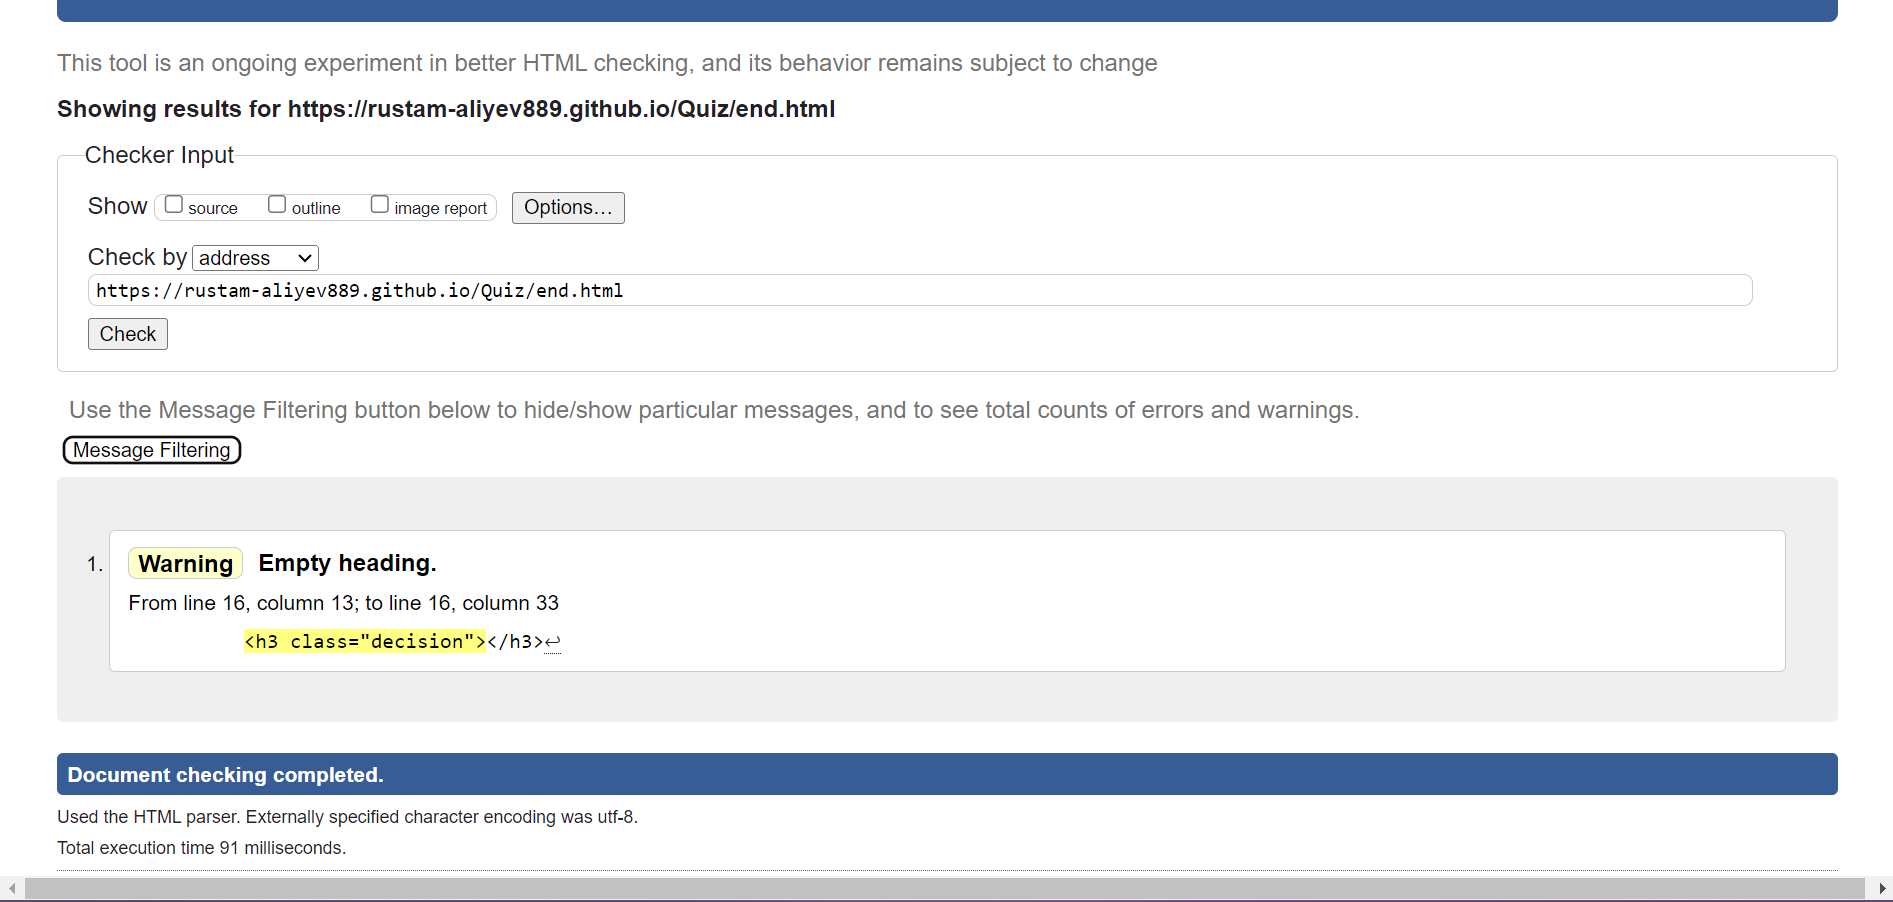 This tool is an ongoing experiment in better HTML checking, and its behavior remains subject to change
Showing results for https://rustam-aliyev889.github.io/Quiz/end.html
Checker Input
Show source outline image report Options…
Check by address
https://rustam-aliyev889.github.io/Quiz/end.html
Check
Use the Message Filtering button below to hide/show particular messages, and to see total counts of errors and warnings.
Message Filtering
1. Warning Empty heading.
From line 16, column 13; to line 16, column 33
<h3 class="decision"></h3>↩
Document checking completed.
Used the HTML parser. Externally specified character encoding was utf-8.
Total execution time 91 milliseconds.